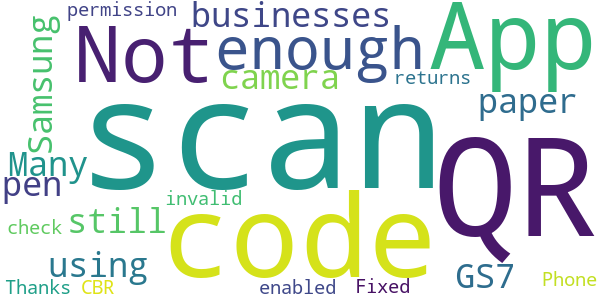 permission businesses App
Samsung Not enough
camera returns
scan paper
Many
pen QR
invalid
check still code
using GS7
Thanks CBR enabled Fixed Phone